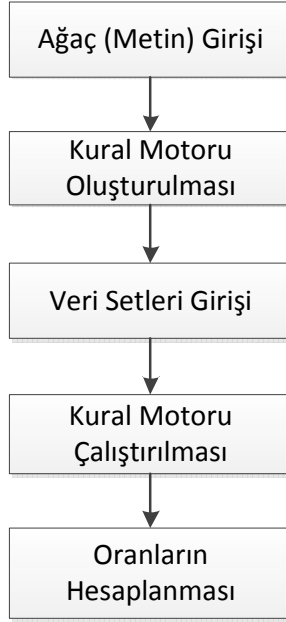 Ağaç (Metin) Girişi
Kural Motoru
Oluşturulması
Veri Setleri Girişi
Kural Motoru
Çalıştırılması
Oranların
Hesaplanması